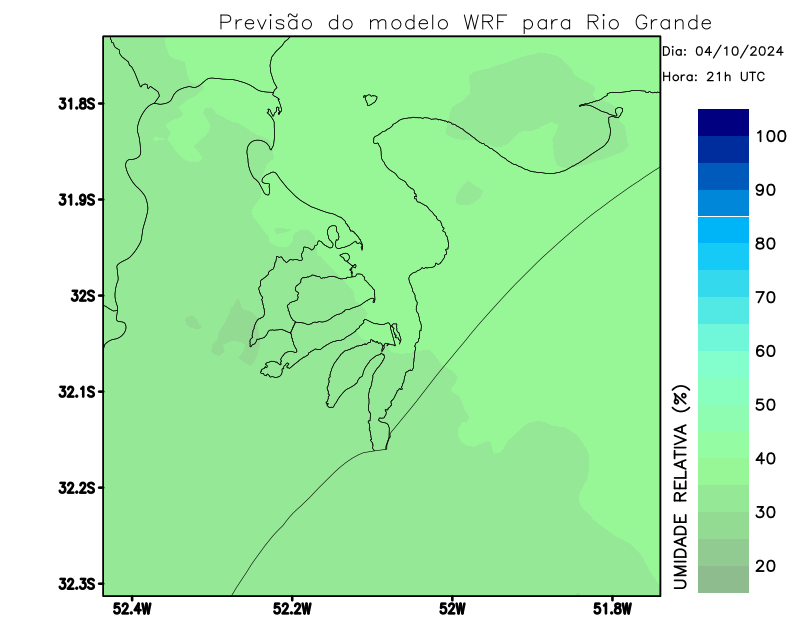 Previsão do modelo WRF para Rio Grande
Dia: 04/10/2024
Hora: 21h UTC
31.8S
31.9S
32S
32.1S
32.2S
32.3S
52.4W
52.2W
52W
51.8W
100
90
80
70
60
50
40
30
20
UMIDADE RELATIVA (%)